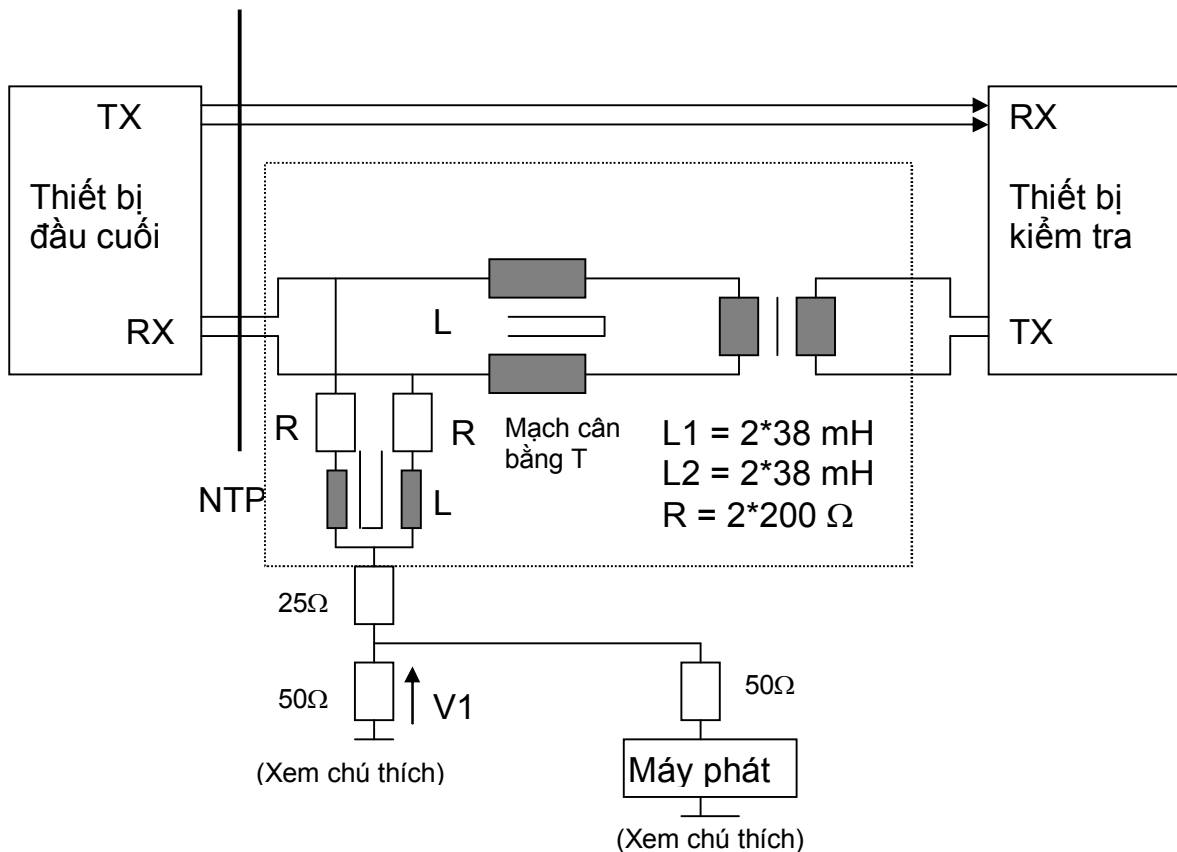 TX
RX
Thiết bị
đầu cuối
Thiết bị
kiểm tra
RX
L
TX
R
R
Mạch cân
bằng T
L1 = 2*38 mH
L2 = 2*38 mH
R = 2*200 Ω
NTP
L
25Ω
50Ω
V1
50Ω
(Xem chú thích)
Máy phát
(Xem chú thích)